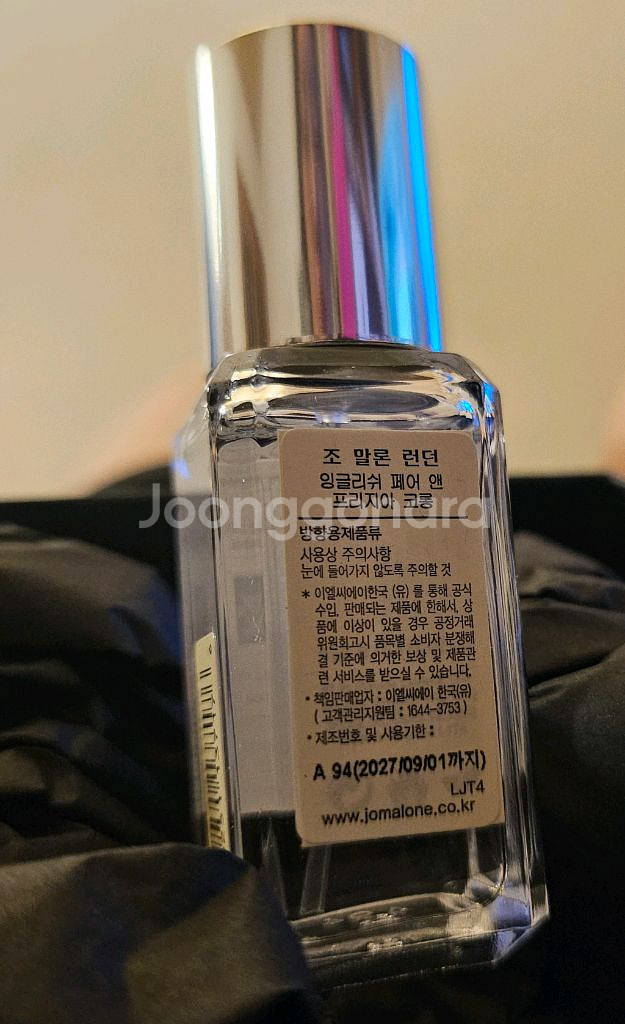 조 말론 런던
잉글리쉬 페어 앤
프리지아 코롱
Joonggonara
방향용제품류
사용상 주의사항
눈에 들어가지 않도록 주의할 것
* 이엘씨에이한국 (유) 를 통해 공식
수입, 판매되는 제품에 한해서, 상
품에 이상이 있을 경우 공정거래
위원회고시 품목별 소비자 분쟁해
결 기준에 의거한 보상 및 제품관
련 서비스를 받으실 수 있습니다.
• 책임판매업자 : 이엘씨에이 한국(유)
( 고객관리지원팀 : 1644-3753 )
• 제조번호 및 사용기한 :
A 94(2027/09/01까지)
LJT4
www.jomalone.co.kr